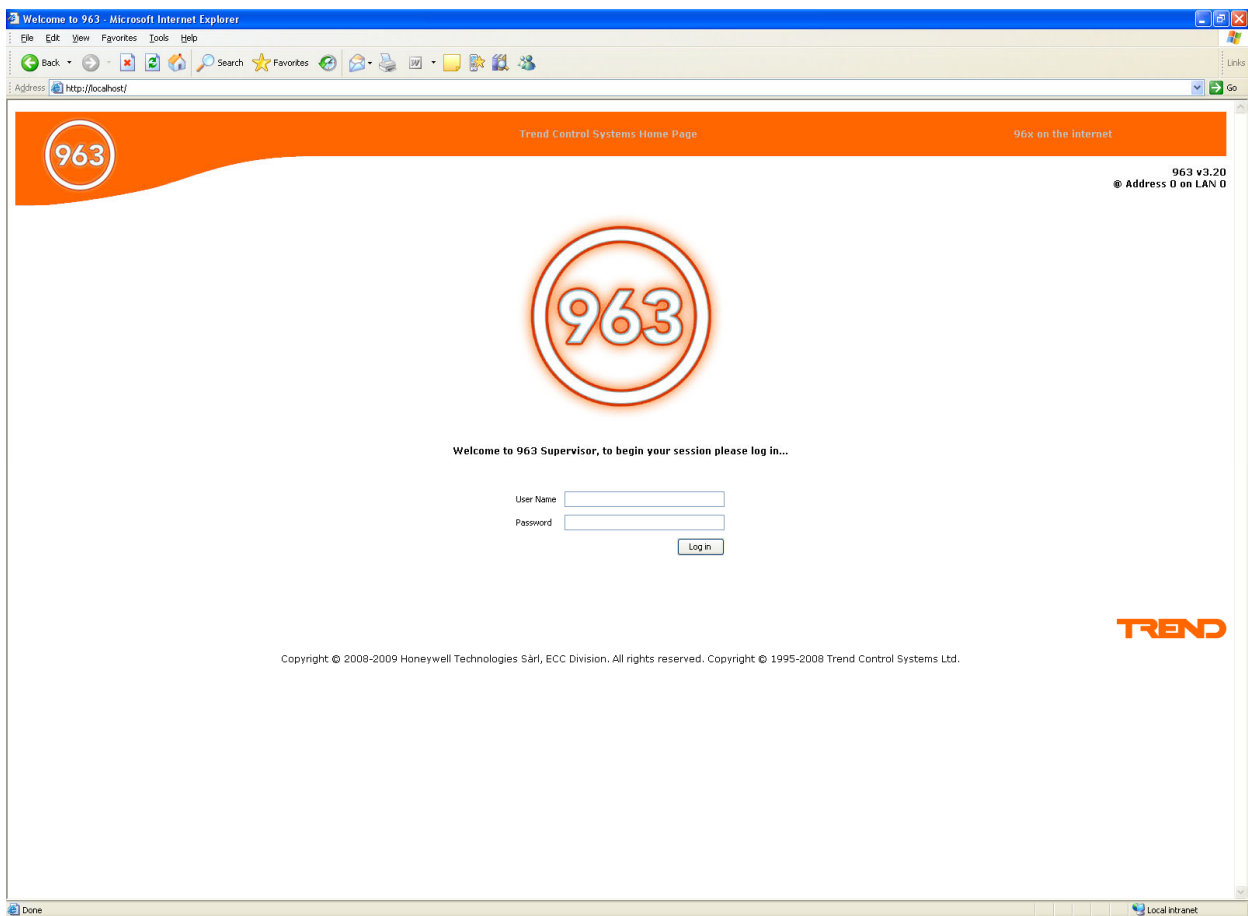 Welcome to 963 - Microsoft Internet Explorer
File Edit View Favorites Tools Help
Back Search Favorites Links
Address http://localhost/ Go
963
Trend Control Systems Home Page 96x on the internet
963 v3.20
@ Address 0 on LAN 0
963
Welcome to 963 Supervisor, to begin your session please log in...
User Name
Password
Log in
TREND
Copyright © 2008-2009 Honeywell Technologies Sàrl, ECC Division. All rights reserved. Copyright © 1995-2008 Trend Control Systems Ltd.
Done Local intranet